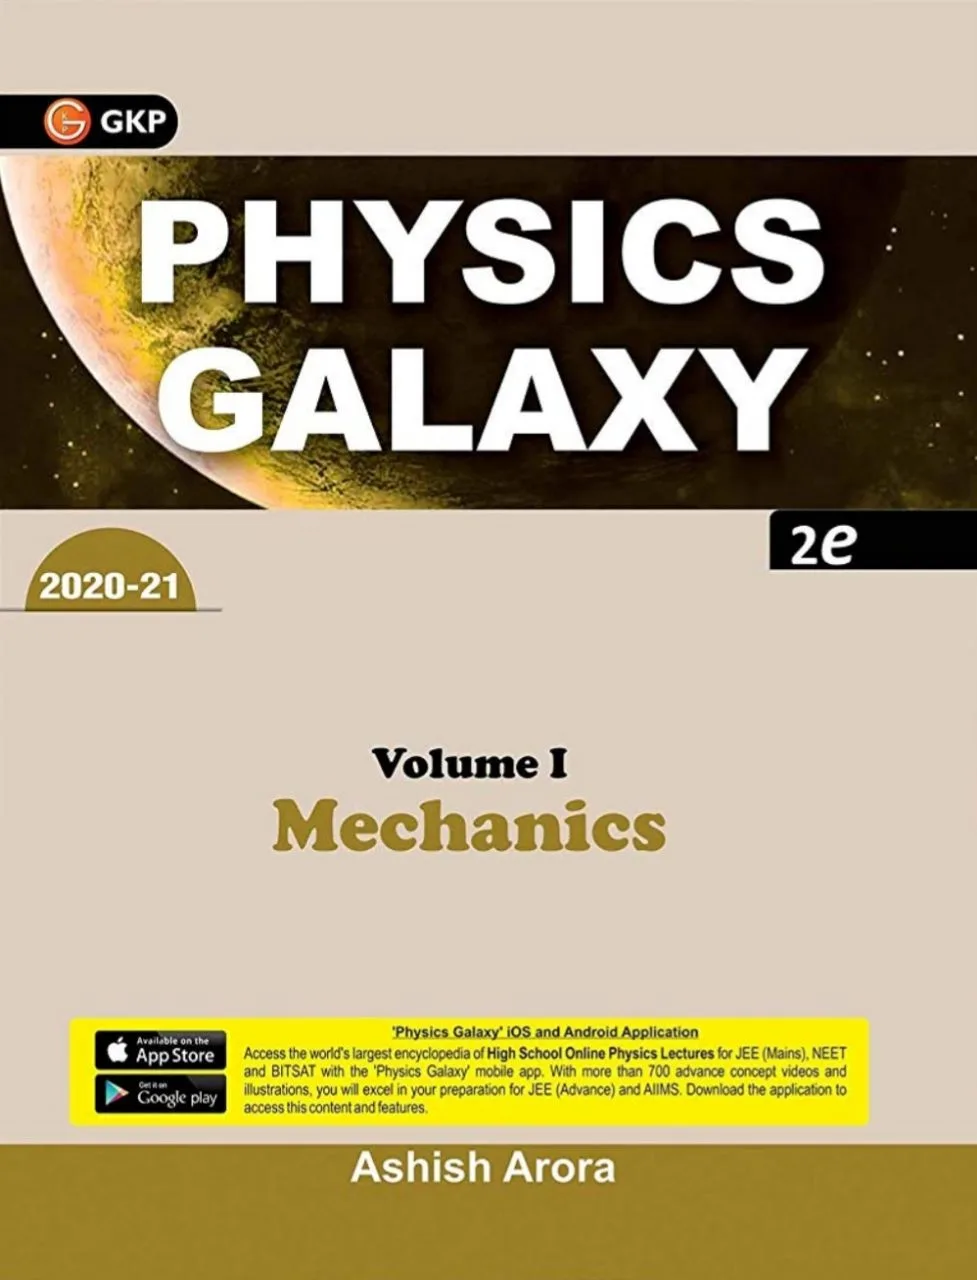 GKP
PHYSICS
GALAXY
2e
2020-21
Volume I
Mechanics
'Physics Galaxy' iOS and Android Application
Available on the
App Store
Get it on
Google play
Access the world's largest encyclopedia of High School Online Physics Lectures for JEE (Mains), NEET
and BITSAT with the 'Physics Galaxy' mobile app. With more than 700 advance concept videos and
illustrations, you will excel in your preparation for JEE (Advance) and AIIMS. Download the application to
access this content and features.
Ashish Arora